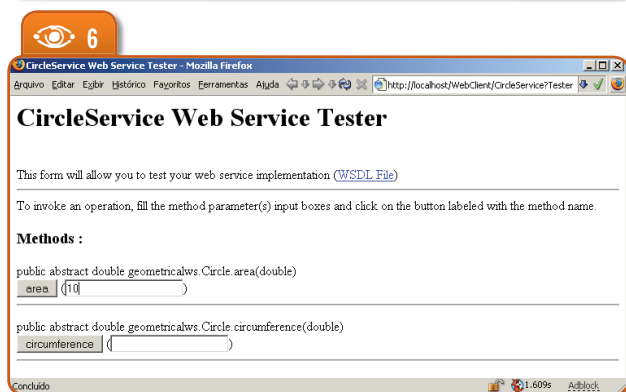 6
CircleService Web Service Tester - Mozilla Firefox
Arquivo Editar Exibir Histórico Favoritos Ferramentas Ajuda http://localhost/WebClient/CircleService?Tester
CircleService Web Service Tester
This form will allow you to test your web service implementation (WSDL File)
To invoke an operation, fill the method parameter(s) input boxes and click on the button labeled with the method name.
Methods :
public abstract double geometricalws.Circle.area(double)
area (10)
public abstract double geometricalws.Circle.circumference(double)
circumference ()
Concluído 1.609s Adblock